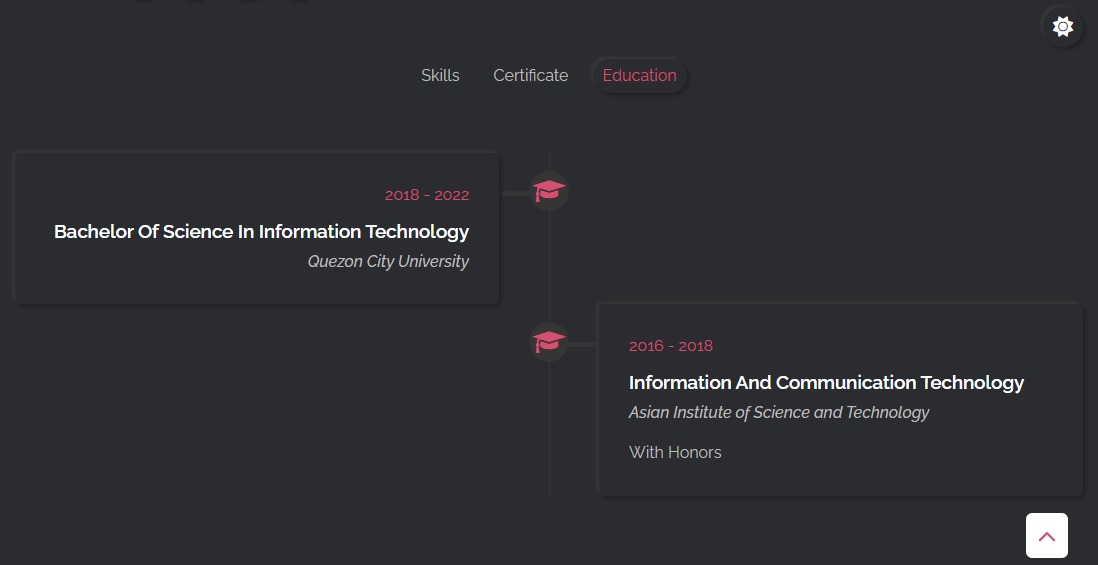 Skills
Certificate
Education
2018 - 2022
Bachelor Of Science In Information Technology
Quezon City University
2016 - 2018
Information And Communication Technology
Asian Institute of Science and Technology
With Honors